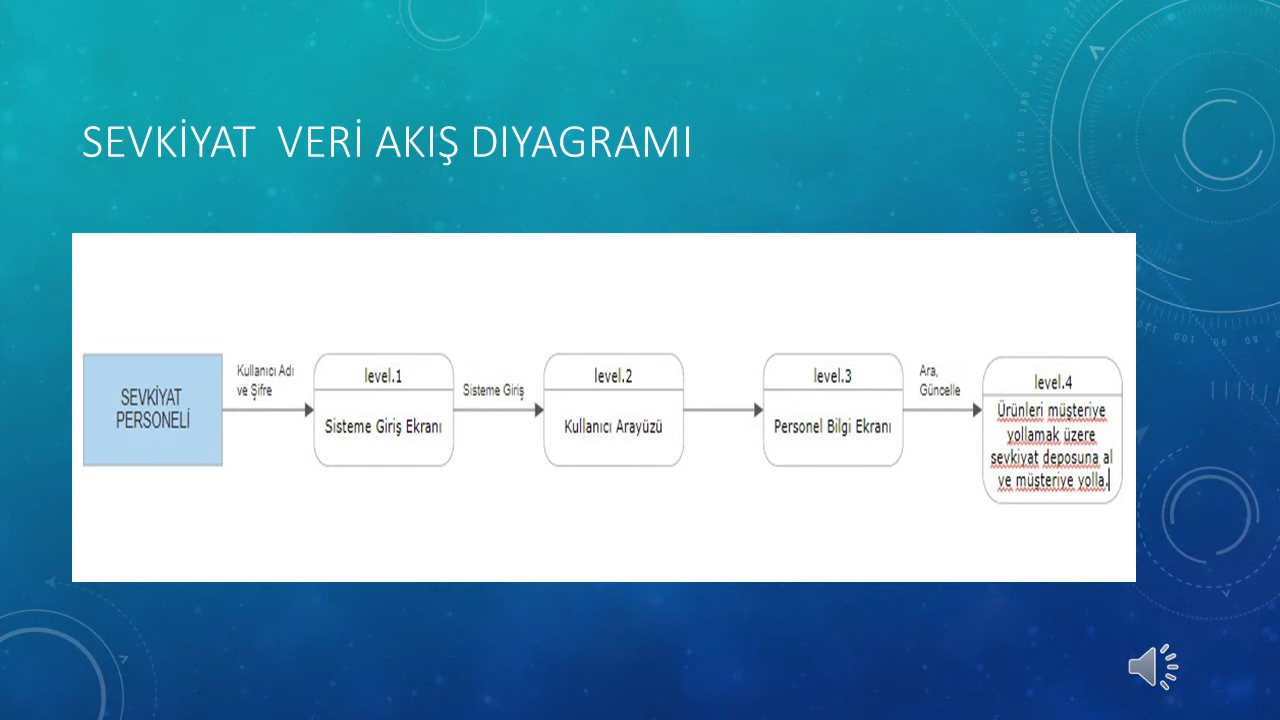 SEVKİYAT  VERİ AKIŞ DIYAGRAMI
SEVKİYAT
PERSONELİ
Kullanıcı Adı
ve Şifre
level.1
Sisteme Giriş Ekranı
Sisteme Giriş
level.2
Kullanıcı Arayüzü
level.3
Personel Bilgi Ekranı
Ara,
Güncelle
level.4
Ürünleri müşteriye
yollamak üzere
sevkiyat deposuna al
ve müşteriye yolla.